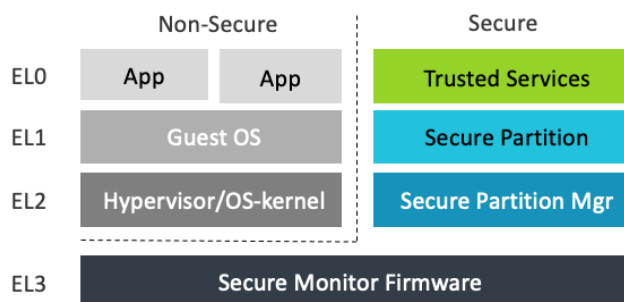 Non-Secure Secure
EL0 App App Trusted Services
EL1 Guest OS Secure Partition
EL2 Hypervisor/OS-kernel Secure Partition Mgr
EL3 Secure Monitor Firmware